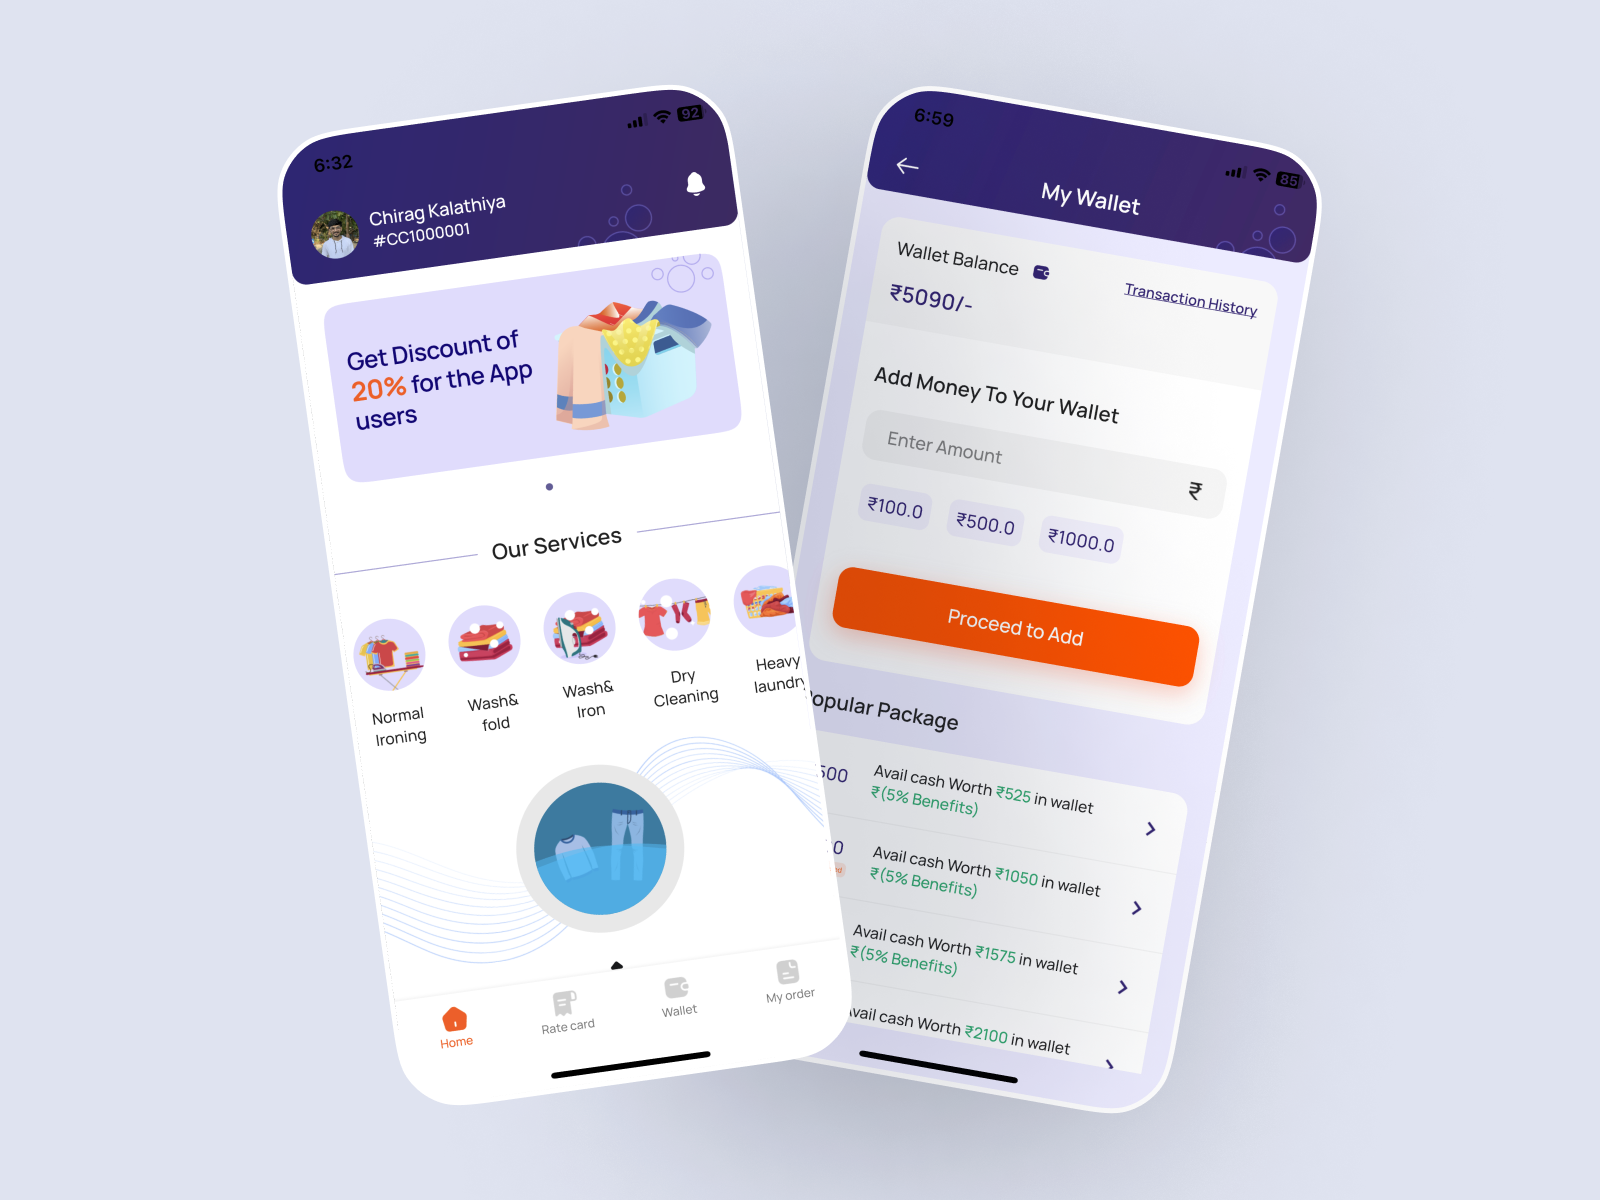 6:32
92
Chirag Kalathiya
#CC1000001
Get Discount of
20% for the App
users
Our Services
Normal
Ironing
Wash&
fold
Wash&
Iron
Dry
Cleaning
Heavy
laundry
Home
Rate card
Wallet
My order
6:59
85
My Wallet
Wallet Balance
₹5090/-
Transaction History
Add Money To Your Wallet
Enter Amount
₹
₹100.0
₹500.0
₹1000.0
Proceed to Add
opular Package
500
Avail cash Worth ₹525 in wallet
₹(5% Benefits)
0
Avail cash Worth ₹1050 in wallet
₹(5% Benefits)
Avail cash Worth ₹1575 in wallet
₹(5% Benefits)
vail cash Worth ₹2100 in wallet